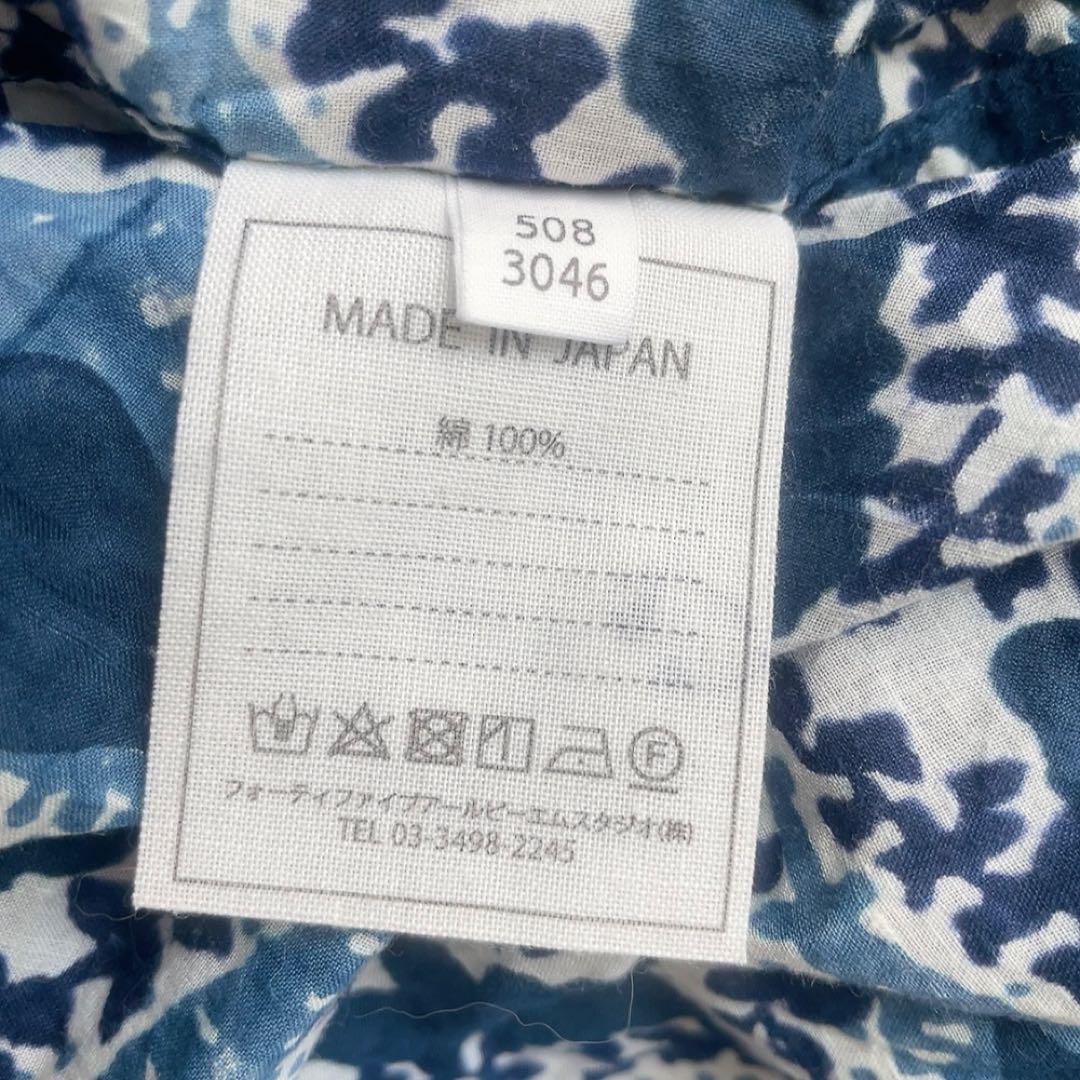 508
3046
MADE IN JAPAN
綿 100%
F
フォーティファイヴアールピーエムスタジオ(株)
TEL 03-3498-2245